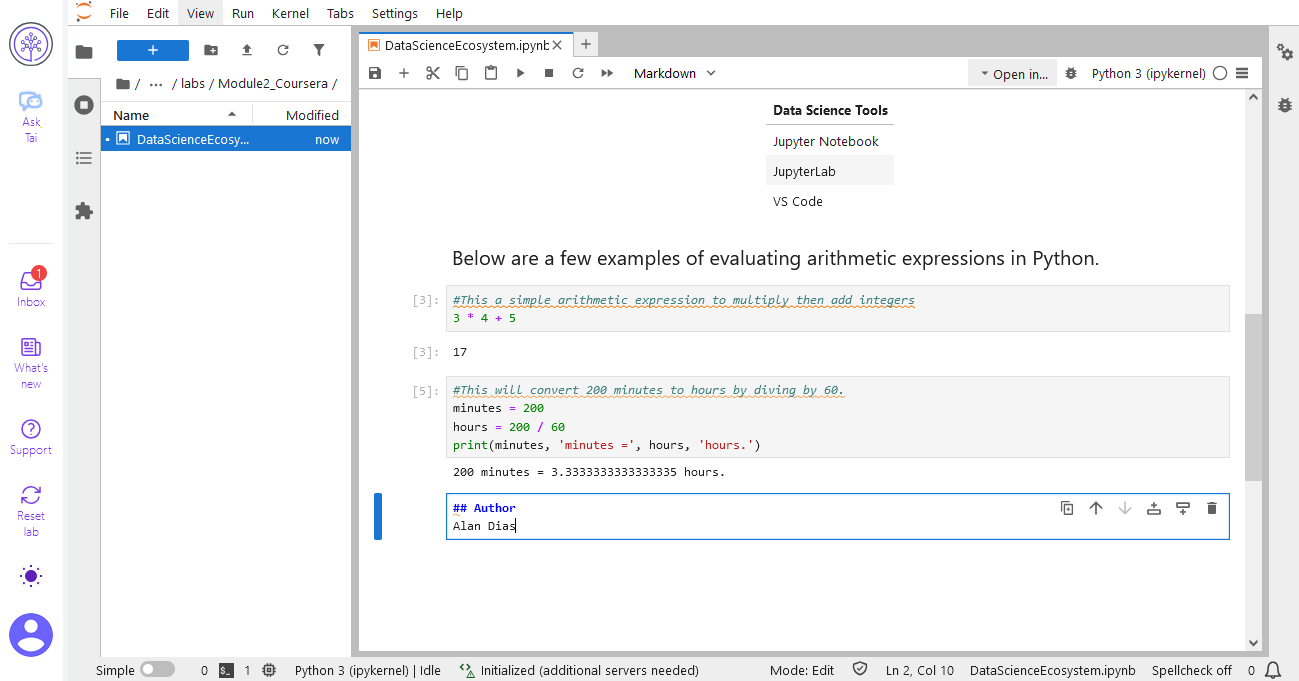 File Edit View Run Kernel Tabs Settings Help
Ask
Tai
1
Inbox
What's
new
Support
Reset
lab
+
/ ··· / labs / Module2_Coursera /
Name Modified
DataScienceEcosy... now
DataScienceEcosystem.ipynb
Markdown
Open in...
Python 3 (ipykernel)
Data Science Tools
Jupyter Notebook
JupyterLab
VS Code
Below are a few examples of evaluating arithmetic expressions in Python.
[3]: #This a simple arithmetic expression to multiply then add integers
3 * 4 + 5
[3]: 17
[5]: #This will convert 200 minutes to hours by diving by 60.
minutes = 200
hours = 200 / 60
print(minutes, 'minutes =', hours, 'hours.')
200 minutes = 3.3333333333333335 hours.
## Author
Alan Dias
Simple 0 $_ 1 Python 3 (ipykernel) | Idle Initialized (additional servers needed) Mode: Edit Ln 2, Col 10 DataScienceEcosystem.ipynb Spellcheck off 0